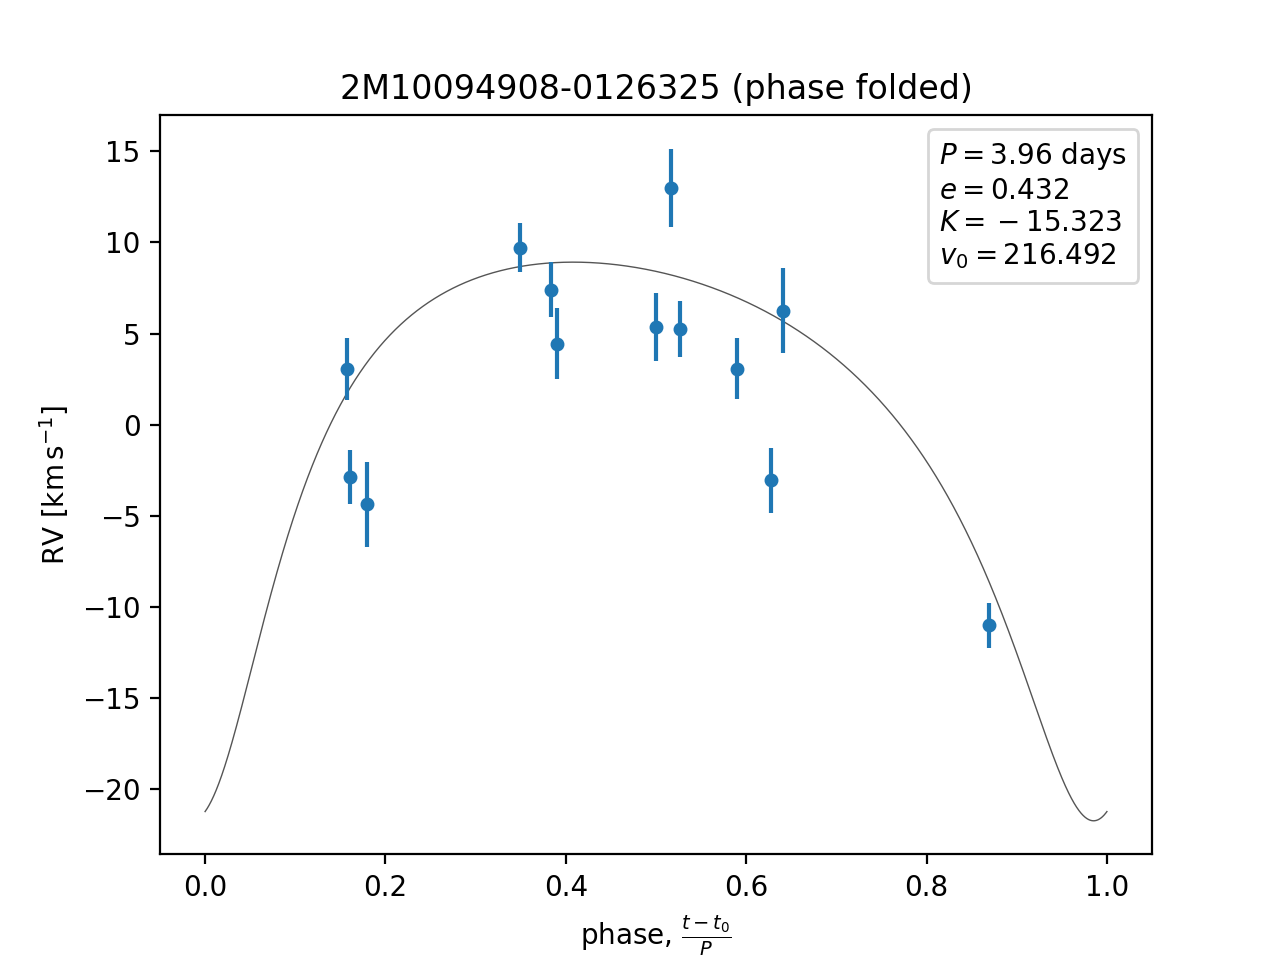 2M10094908-0126325 (phase folded)
P = 3.96 days
e = 0.432
K = −15.323
v₀ = 216.492
15
10
5
0
−5
−10
−15
−20
RV [km s⁻¹]
0.0 0.2 0.4 0.6 0.8 1.0
phase, (t − t₀)/P